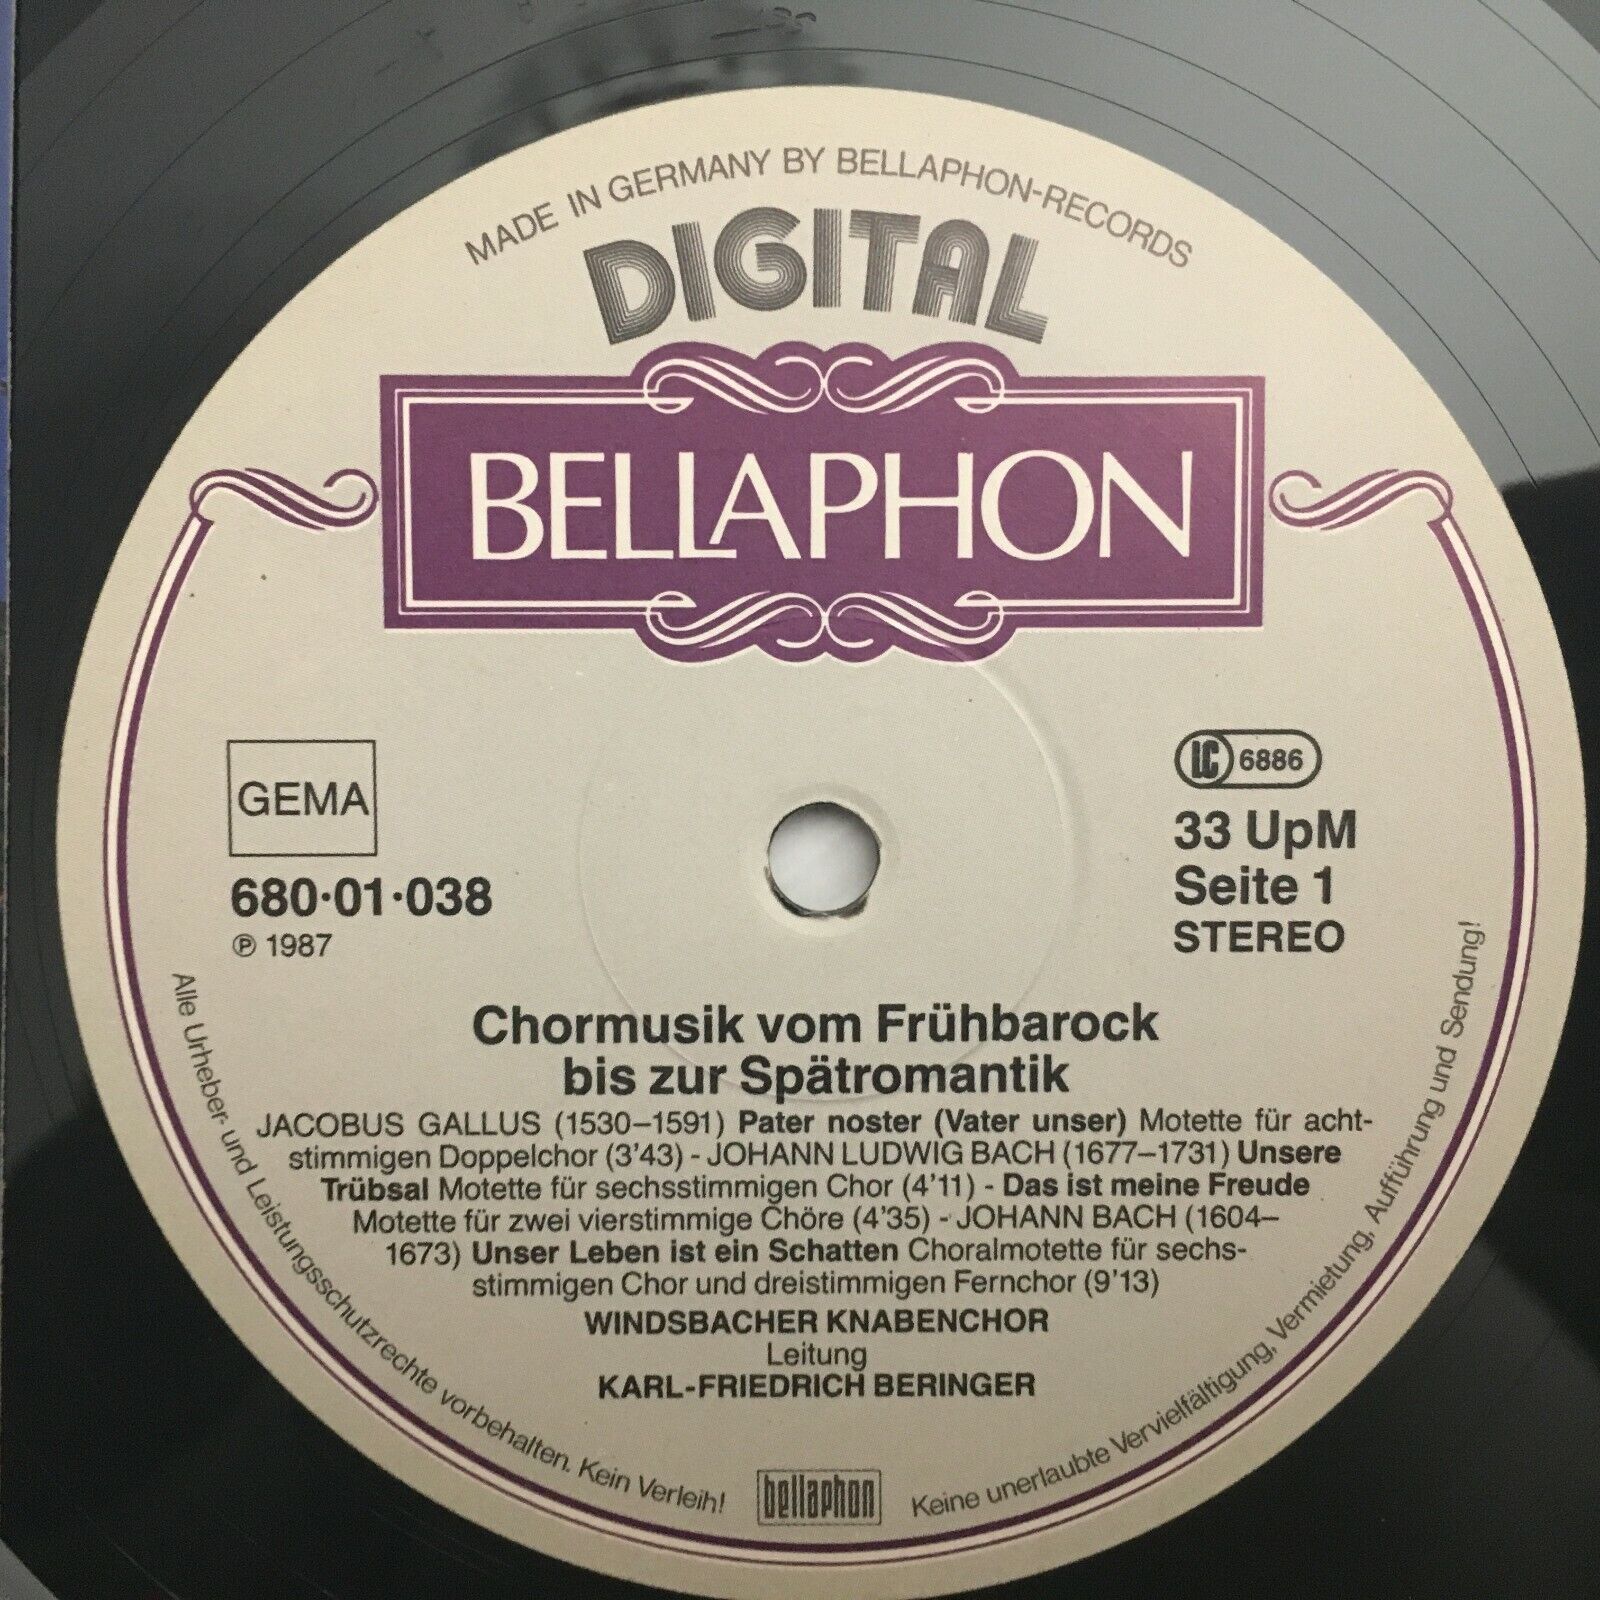 MADE IN GERMANY BY BELLAPHON-RECORDS
DIGITAL
BELLAPHON
GEMA
680·01·038
℗ 1987
LC 6886
33 UpM
Seite 1
STEREO
Chormusik vom Frühbarock
bis zur Spätromantik
JACOBUS GALLUS (1530–1591) Pater noster (Vater unser) Motette für acht-
stimmigen Doppelchor (3'43) - JOHANN LUDWIG BACH (1677–1731) Unsere
Trübsal Motette für sechsstimmigen Chor (4'11) - Das ist meine Freude
Motette für zwei vierstimmige Chöre (4'35) - JOHANN BACH (1604–
1673) Unser Leben ist ein Schatten Choralmotette für sechs-
stimmigen Chor und dreistimmigen Fernchor (9'13)
WINDSBACHER KNABENCHOR
Leitung
KARL-FRIEDRICH BERINGER
Alle Urheber- und Leistungsschutzrechte vorbehalten. Kein Verleih!
bellaphon
Keine unerlaubte Vervielfältigung, Vermietung, Aufführung und Sendung!